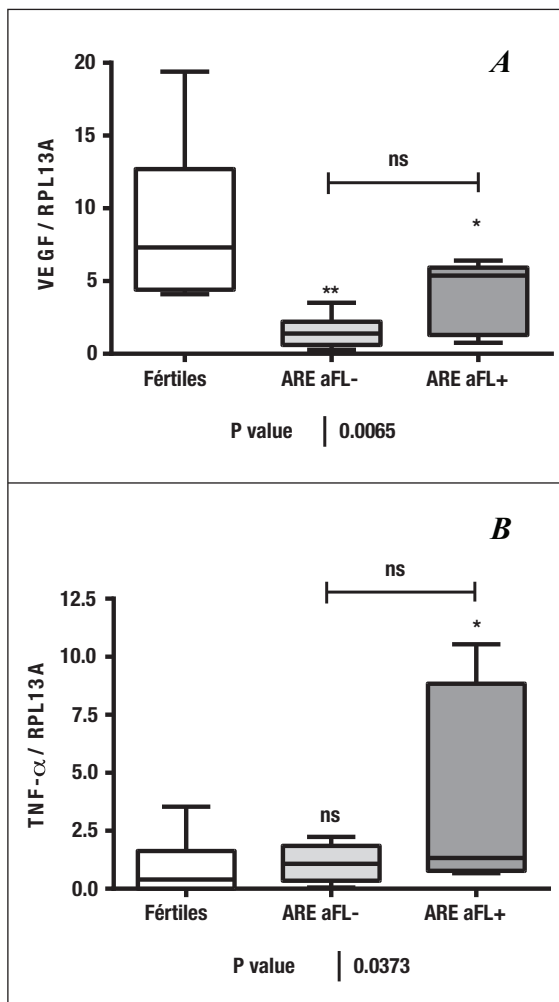 A
VEGF/ RPL13A
20
15
10
5
0
ns
**
*
Fértiles ARE aFL- ARE aFL+
P value | 0.0065
B
TNF-α/ RPL13A
12.5
10.0
7.5
5.0
2.5
0.0
ns
*
ns
Fértiles ARE aFL- ARE aFL+
P value | 0.0373